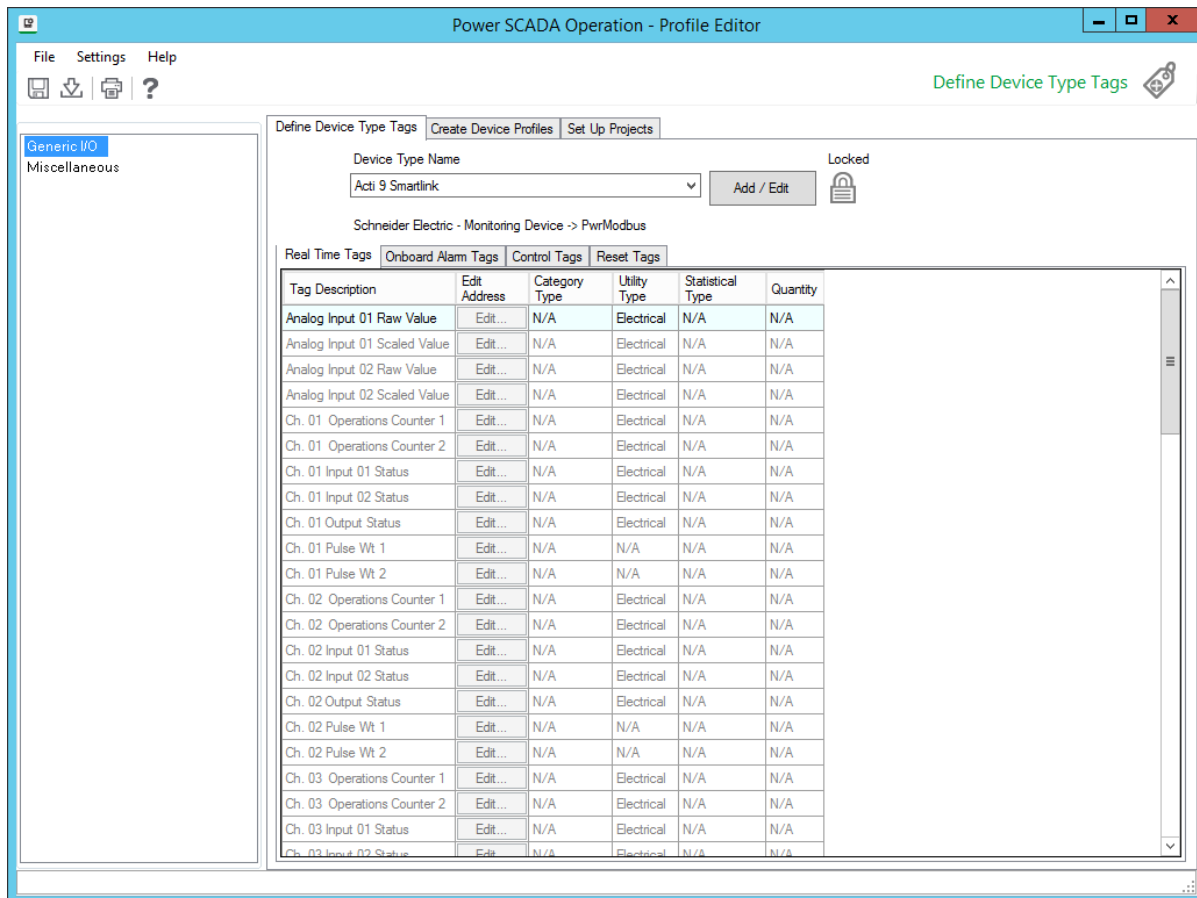 Power SCADA Operation - Profile Editor
File Settings Help
Define Device Type Tags
Generic I/O
Miscellaneous
Define Device Type Tags Create Device Profiles Set Up Projects
Device Type Name Locked
Acti 9 Smartlink Add / Edit
Schneider Electric - Monitoring Device -> PwrModbus
Real Time Tags Onboard Alarm Tags Control Tags Reset Tags
Tag Description Edit Address Category Type Utility Type Statistical Type Quantity
Analog Input 01 Raw Value Edit... N/A Electrical N/A N/A
Analog Input 01 Scaled Value Edit... N/A Electrical N/A N/A
Analog Input 02 Raw Value Edit... N/A Electrical N/A N/A
Analog Input 02 Scaled Value Edit... N/A Electrical N/A N/A
Ch. 01 Operations Counter 1 Edit... N/A Electrical N/A N/A
Ch. 01 Operations Counter 2 Edit... N/A Electrical N/A N/A
Ch. 01 Input 01 Status Edit... N/A Electrical N/A N/A
Ch. 01 Input 02 Status Edit... N/A Electrical N/A N/A
Ch. 01 Output Status Edit... N/A Electrical N/A N/A
Ch. 01 Pulse Wt 1 Edit... N/A N/A N/A N/A
Ch. 01 Pulse Wt 2 Edit... N/A N/A N/A N/A
Ch. 02 Operations Counter 1 Edit... N/A Electrical N/A N/A
Ch. 02 Operations Counter 2 Edit... N/A Electrical N/A N/A
Ch. 02 Input 01 Status Edit... N/A Electrical N/A N/A
Ch. 02 Input 02 Status Edit... N/A Electrical N/A N/A
Ch. 02 Output Status Edit... N/A Electrical N/A N/A
Ch. 02 Pulse Wt 1 Edit... N/A N/A N/A N/A
Ch. 02 Pulse Wt 2 Edit... N/A N/A N/A N/A
Ch. 03 Operations Counter 1 Edit... N/A Electrical N/A N/A
Ch. 03 Operations Counter 2 Edit... N/A Electrical N/A N/A
Ch. 03 Input 01 Status Edit... N/A Electrical N/A N/A
Ch. 03 Input 02 Status Edit... N/A Electrical N/A N/A